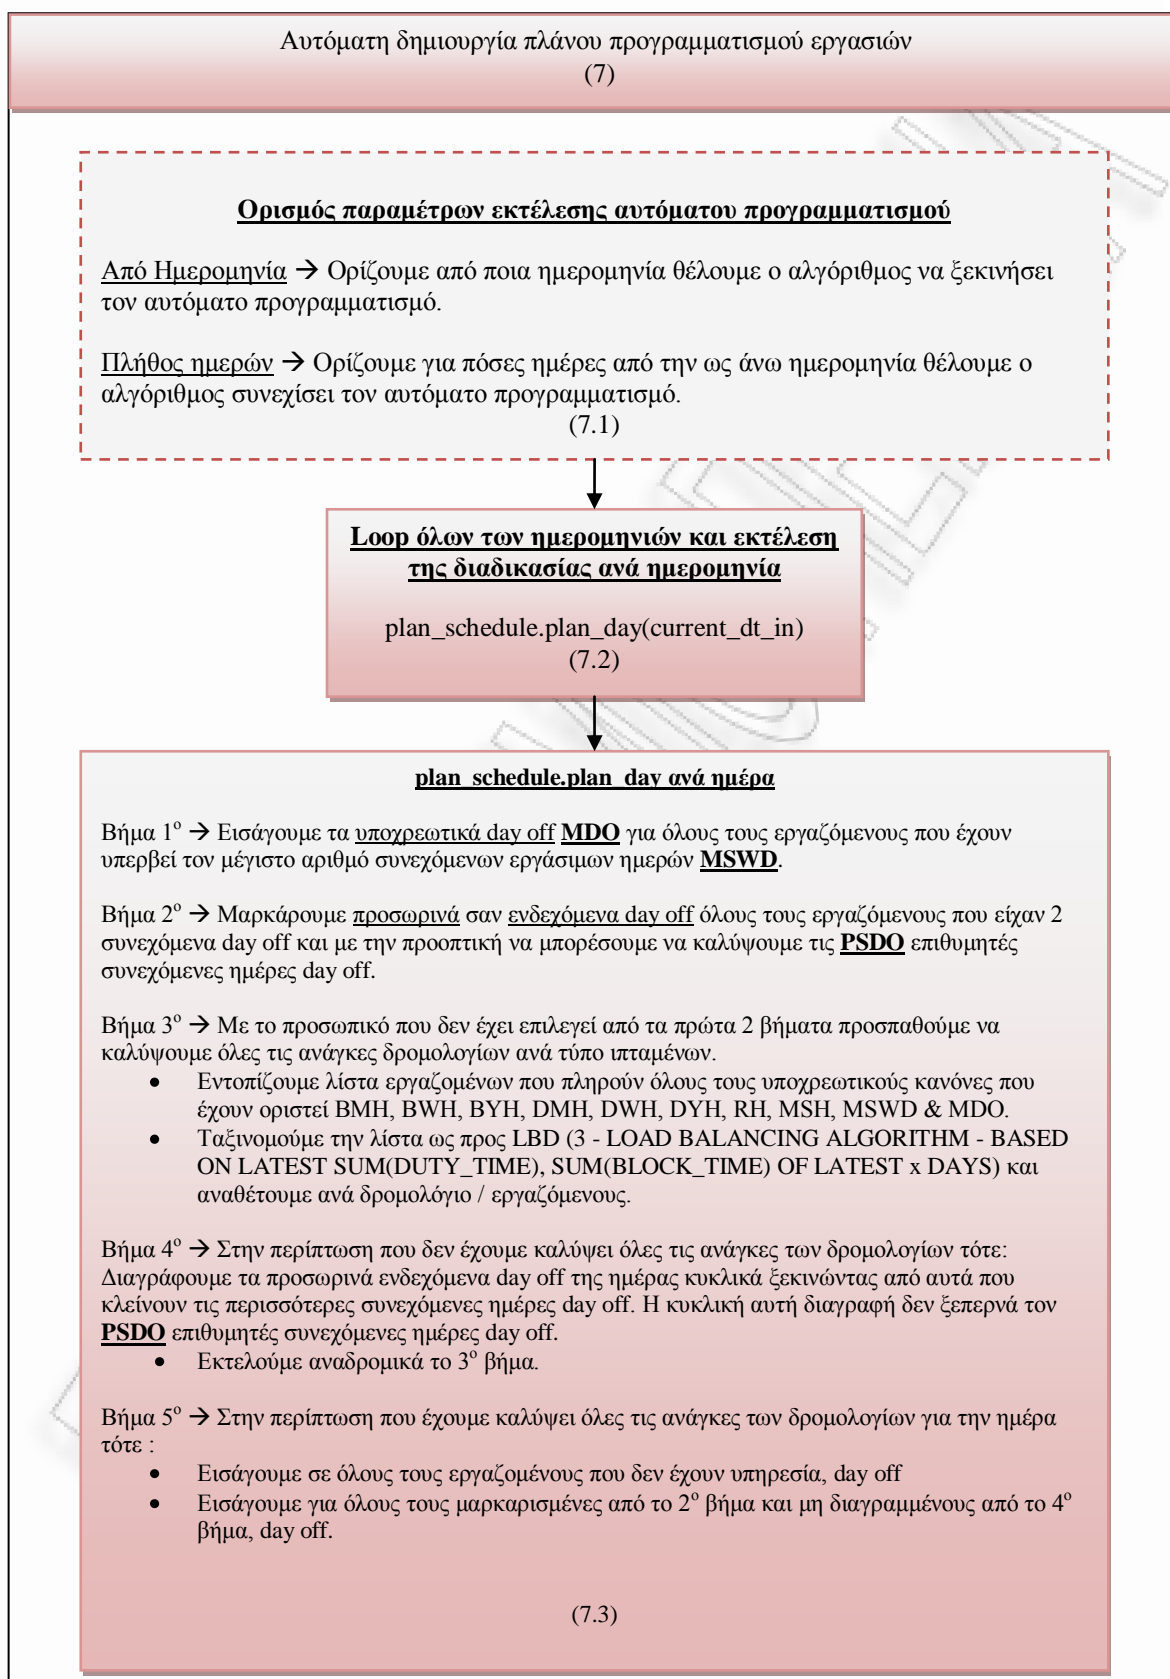 Αυτόματη δημιουργία πλάνου προγραμματισμού εργασιών
(7)
Ορισμός παραμέτρων εκτέλεσης αυτόματου προγραμματισμού
Από Ημερομηνία → Ορίζουμε από ποια ημερομηνία θέλουμε ο αλγόριθμος να ξεκινήσει
τον αυτόματο προγραμματισμό.
Πλήθος ημερών → Ορίζουμε για πόσες ημέρες από την ως άνω ημερομηνία θέλουμε ο
αλγόριθμος συνεχίσει τον αυτόματο προγραμματισμό.
(7.1)
Loop όλων των ημερομηνιών και εκτέλεση
της διαδικασίας ανά ημερομηνία
plan_schedule.plan_day(current_dt_in)
(7.2)
plan_schedule.plan_day ανά ημέρα
Βήμα 1ο → Εισάγουμε τα υποχρεωτικά day off MDO για όλους τους εργαζόμενους που έχουν
υπερβεί τον μέγιστο αριθμό συνεχόμενων εργάσιμων ημερών MSWD.
Βήμα 2ο → Μαρκάρουμε προσωρινά σαν ενδεχόμενα day off όλους τους εργαζόμενους που είχαν 2
συνεχόμενα day off και με την προοπτική να μπορέσουμε να καλύψουμε τις PSDO επιθυμητές
συνεχόμενες ημέρες day off.
Βήμα 3ο → Με το προσωπικό που δεν έχει επιλεγεί από τα πρώτα 2 βήματα προσπαθούμε να
καλύψουμε όλες τις ανάγκες δρομολογίων ανά τύπο ιπταμένων.
• Εντοπίζουμε λίστα εργαζομένων που πληρούν όλους τους υποχρεωτικούς κανόνες που
έχουν οριστεί BMH, BWH, BYH, DMH, DWH, DYH, RH, MSH, MSWD & MDO.
• Ταξινομούμε την λίστα ως προς LBD (3 - LOAD BALANCING ALGORITHM - BASED
ON LATEST SUM(DUTY_TIME), SUM(BLOCK_TIME) OF LATEST x DAYS) και
αναθέτουμε ανά δρομολόγιο / εργαζόμενους.
Βήμα 4ο → Στην περίπτωση που δεν έχουμε καλύψει όλες τις ανάγκες των δρομολογίων τότε:
Διαγράφουμε τα προσωρινά ενδεχόμενα day off της ημέρας κυκλικά ξεκινώντας από αυτά που
κλείνουν τις περισσότερες συνεχόμενες ημέρες day off. Η κυκλική αυτή διαγραφή δεν ξεπερνά τον
PSDO επιθυμητές συνεχόμενες ημέρες day off.
• Εκτελούμε αναδρομικά το 3ο βήμα.
Βήμα 5ο → Στην περίπτωση που έχουμε καλύψει όλες τις ανάγκες των δρομολογίων για την ημέρα
τότε :
• Εισάγουμε σε όλους τους εργαζομένους που δεν έχουν υπηρεσία, day off
• Εισάγουμε για όλους τους μαρκαρισμένες από το 2ο βήμα και μη διαγραμμένους από το 4ο
βήμα, day off.
(7.3)